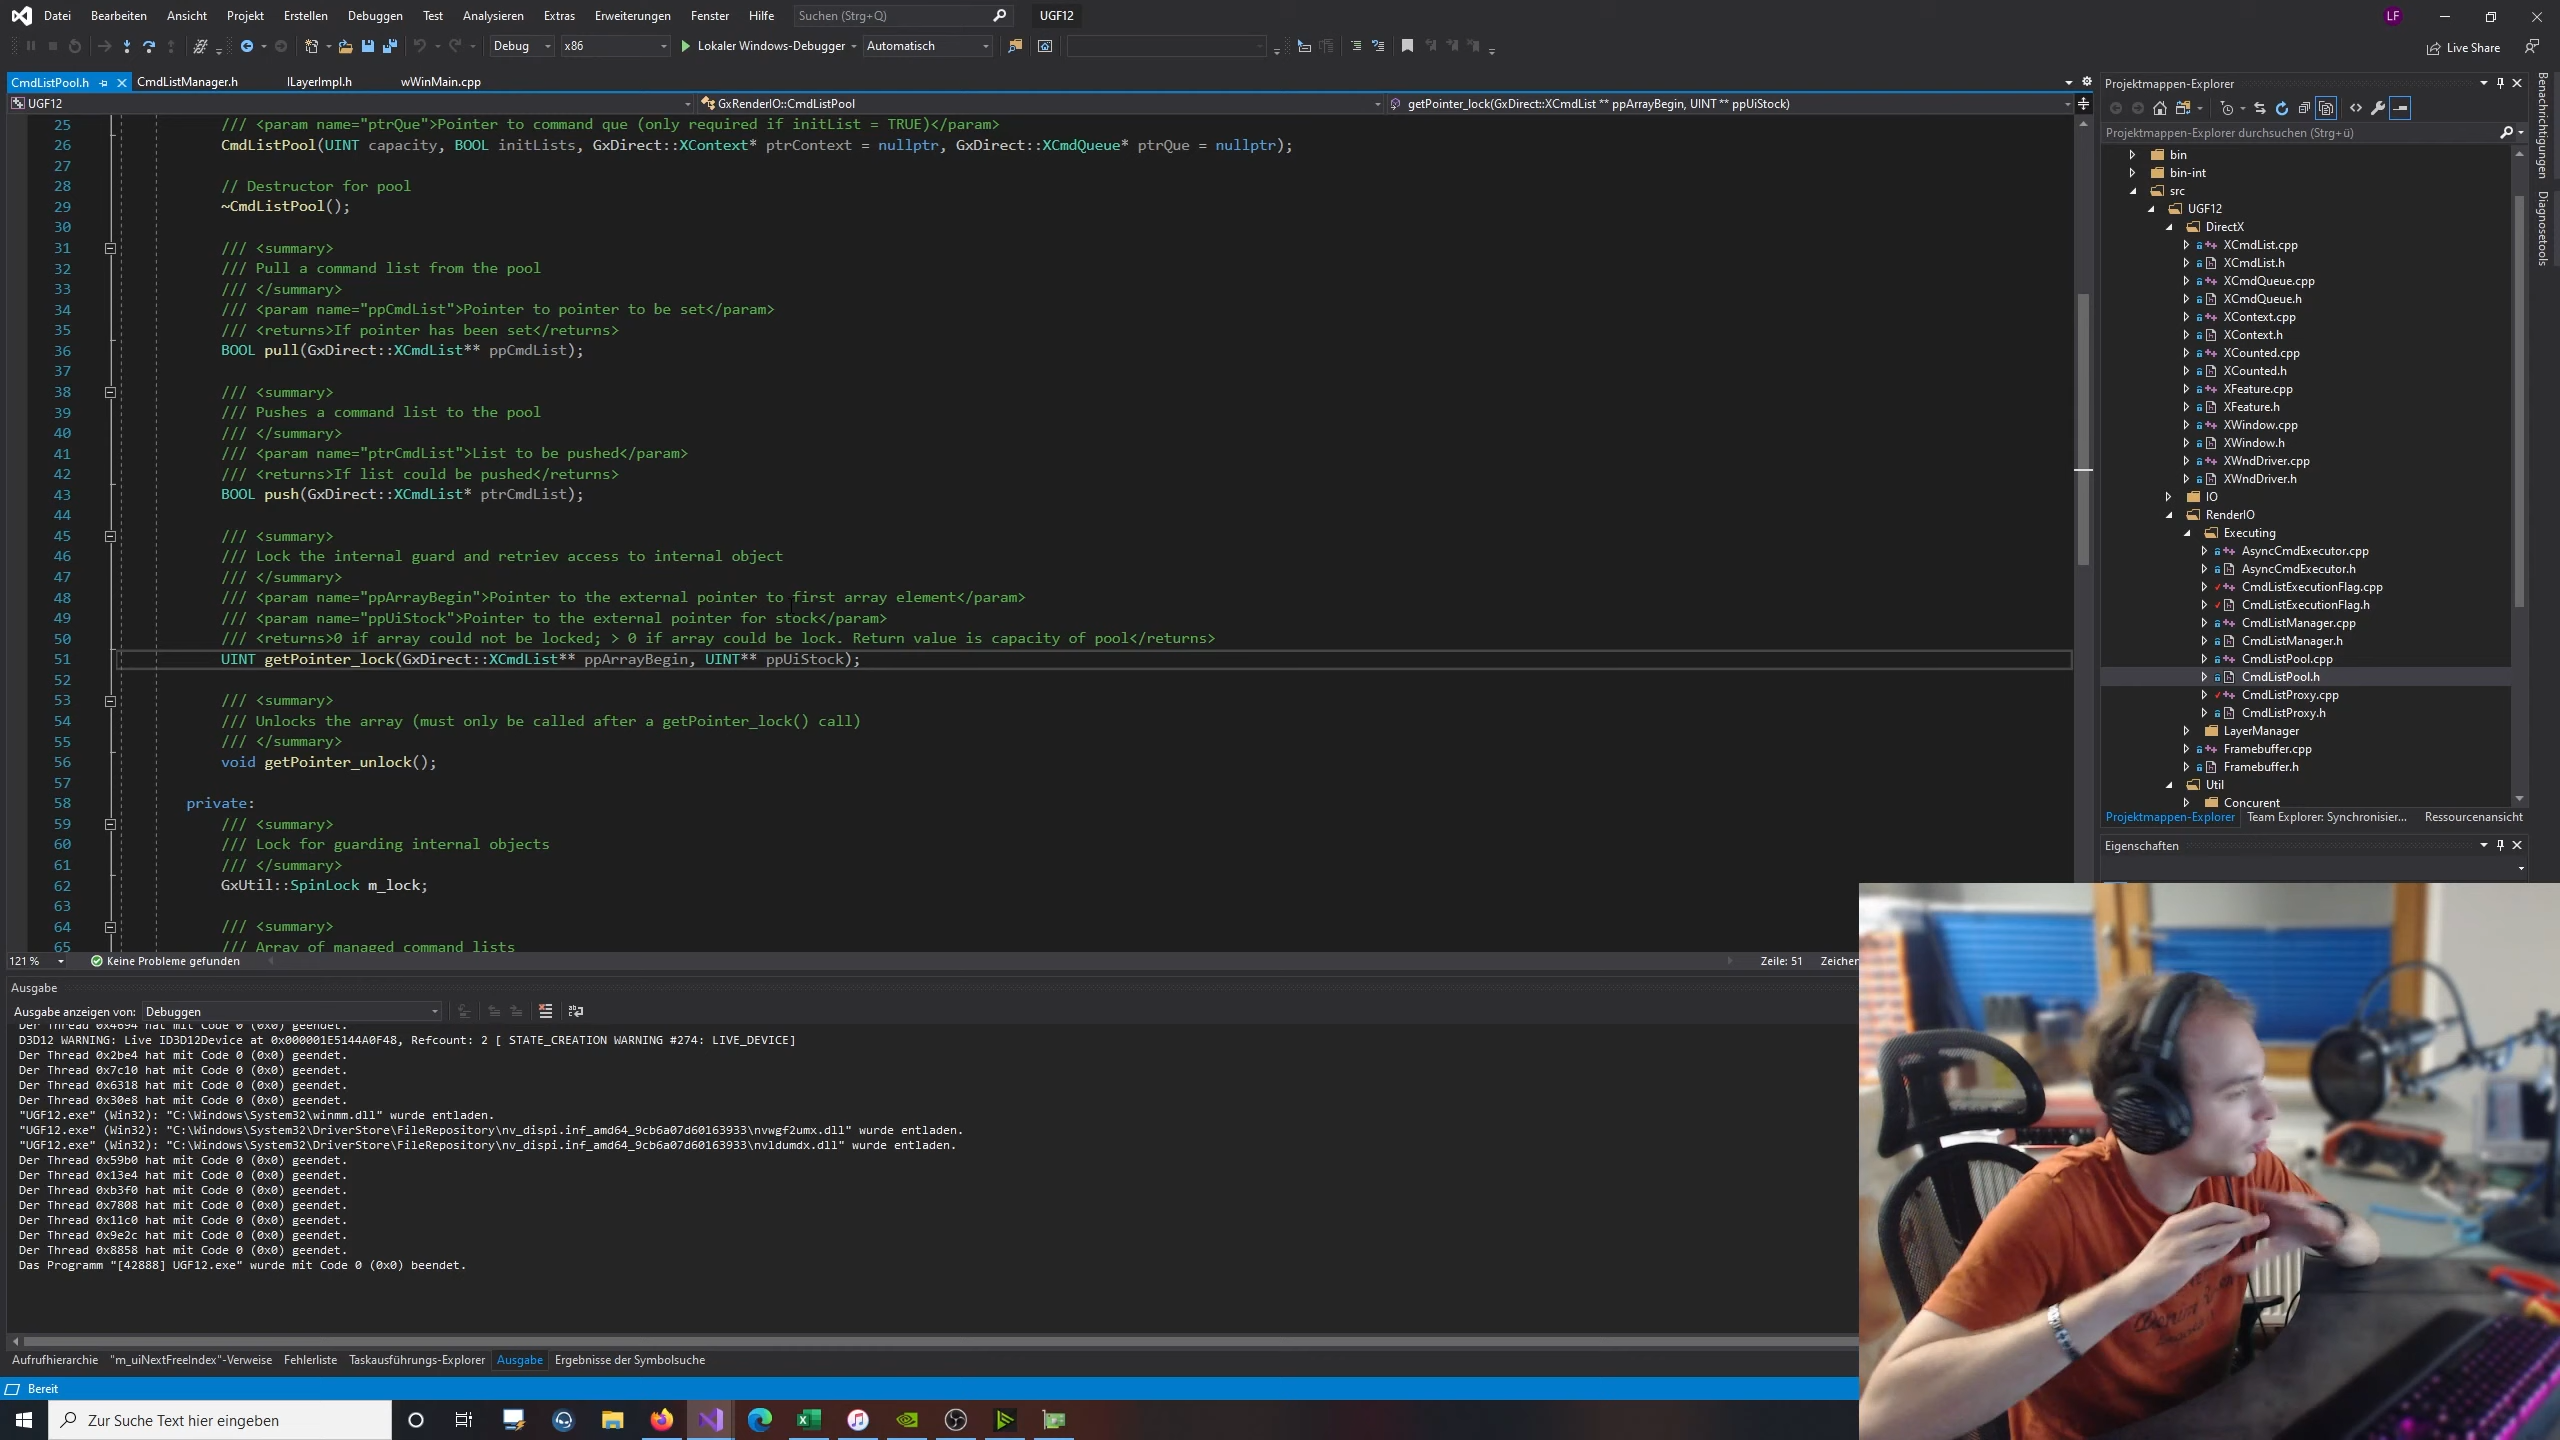 Datei Bearbeiten Ansicht Projekt Erstellen Debuggen Test Analysieren Extras Erweiterungen Fenster Hilfe Suchen (Strg+Q) UGF12 LF
Debug x86 Lokaler Windows-Debugger Automatisch Live Share
CmdListPool.h CmdListManager.h ILayerImpl.h wWinMain.cpp
UGF12 GxRenderIO::CmdListPool getPointer_lock(GxDirect::XCmdList ** ppArrayBegin, UINT ** ppUiStock)
25 /// <param name="ptrQue">Pointer to command que (only required if initList = TRUE)</param>
26 CmdListPool(UINT capacity, BOOL initLists, GxDirect::XContext* ptrContext = nullptr, GxDirect::XCmdQueue* ptrQue = nullptr);
27
28 // Destructor for pool
29 ~CmdListPool();
30
31 /// <summary>
32 /// Pull a command list from the pool
33 /// </summary>
34 /// <param name="ppCmdList">Pointer to pointer to be set</param>
35 /// <returns>If pointer has been set</returns>
36 BOOL pull(GxDirect::XCmdList** ppCmdList);
37
38 /// <summary>
39 /// Pushes a command list to the pool
40 /// </summary>
41 /// <param name="ptrCmdList">List to be pushed</param>
42 /// <returns>If list could be pushed</returns>
43 BOOL push(GxDirect::XCmdList* ptrCmdList);
44
45 /// <summary>
46 /// Lock the internal guard and retriev access to internal object
47 /// </summary>
48 /// <param name="ppArrayBegin">Pointer to the external pointer to first array element</param>
49 /// <param name="ppUiStock">Pointer to the external pointer for stock</param>
50 /// <returns>0 if array could not be locked; > 0 if array could be lock. Return value is capacity of pool</returns>
51 UINT getPointer_lock(GxDirect::XCmdList** ppArrayBegin, UINT** ppUiStock);
52
53 /// <summary>
54 /// Unlocks the array (must only be called after a getPointer_lock() call)
55 /// </summary>
56 void getPointer_unlock();
57
58 private:
59 /// <summary>
60 /// Lock for guarding internal objects
61 /// </summary>
62 GxUtil::SpinLock m_lock;
63
64 /// <summary>
65 /// Array of managed command lists
121 % Keine Probleme gefunden Zeile: 51 Zeichen
Ausgabe
Ausgabe anzeigen von: Debuggen
Der Thread 0x4694 hat mit Code 0 (0x0) geendet.
D3D12 WARNING: Live ID3D12Device at 0x000001E5144A0F48, Refcount: 2 [ STATE_CREATION WARNING #274: LIVE_DEVICE]
Der Thread 0x2be4 hat mit Code 0 (0x0) geendet.
Der Thread 0x7c10 hat mit Code 0 (0x0) geendet.
Der Thread 0x6318 hat mit Code 0 (0x0) geendet.
Der Thread 0x30e8 hat mit Code 0 (0x0) geendet.
"UGF12.exe" (Win32): "C:\Windows\System32\winmm.dll" wurde entladen.
"UGF12.exe" (Win32): "C:\Windows\System32\DriverStore\FileRepository\nv_dispi.inf_amd64_9cb6a07d60163933\nvwgf2umx.dll" wurde entladen.
"UGF12.exe" (Win32): "C:\Windows\System32\DriverStore\FileRepository\nv_dispi.inf_amd64_9cb6a07d60163933\nvldumdx.dll" wurde entladen.
Der Thread 0x59b0 hat mit Code 0 (0x0) geendet.
Der Thread 0x13e4 hat mit Code 0 (0x0) geendet.
Der Thread 0xb3f0 hat mit Code 0 (0x0) geendet.
Der Thread 0x7808 hat mit Code 0 (0x0) geendet.
Der Thread 0x11c0 hat mit Code 0 (0x0) geendet.
Der Thread 0x9e2c hat mit Code 0 (0x0) geendet.
Der Thread 0x8858 hat mit Code 0 (0x0) geendet.
Das Programm "[42888] UGF12.exe" wurde mit Code 0 (0x0) beendet.
Aufrufhierarchie "m_uiNextFreeIndex"-Verweise Fehlerliste Taskausführungs-Explorer Ausgabe Ergebnisse der Symbolsuche
Bereit
Zur Suche Text hier eingeben
Projektmappen-Explorer
Projektmappen-Explorer durchsuchen (Strg+ü)
bin
bin-int
src
UGF12
DirectX
XCmdList.cpp
XCmdList.h
XCmdQueue.cpp
XCmdQueue.h
XContext.cpp
XContext.h
XCounted.cpp
XCounted.h
XFeature.cpp
XFeature.h
XWindow.cpp
XWindow.h
XWndDriver.cpp
XWndDriver.h
IO
RenderIO
Executing
AsyncCmdExecutor.cpp
AsyncCmdExecutor.h
CmdListExecutionFlag.cpp
CmdListExecutionFlag.h
CmdListManager.cpp
CmdListManager.h
CmdListPool.cpp
CmdListPool.h
CmdListProxy.cpp
CmdListProxy.h
LayerManager
Framebuffer.cpp
Framebuffer.h
Util
Concurent
Projektmappen-Explorer Team Explorer: Synchronisier... Ressourcenansicht
Eigenschaften
Benachrichtigungen
Diagnosetools